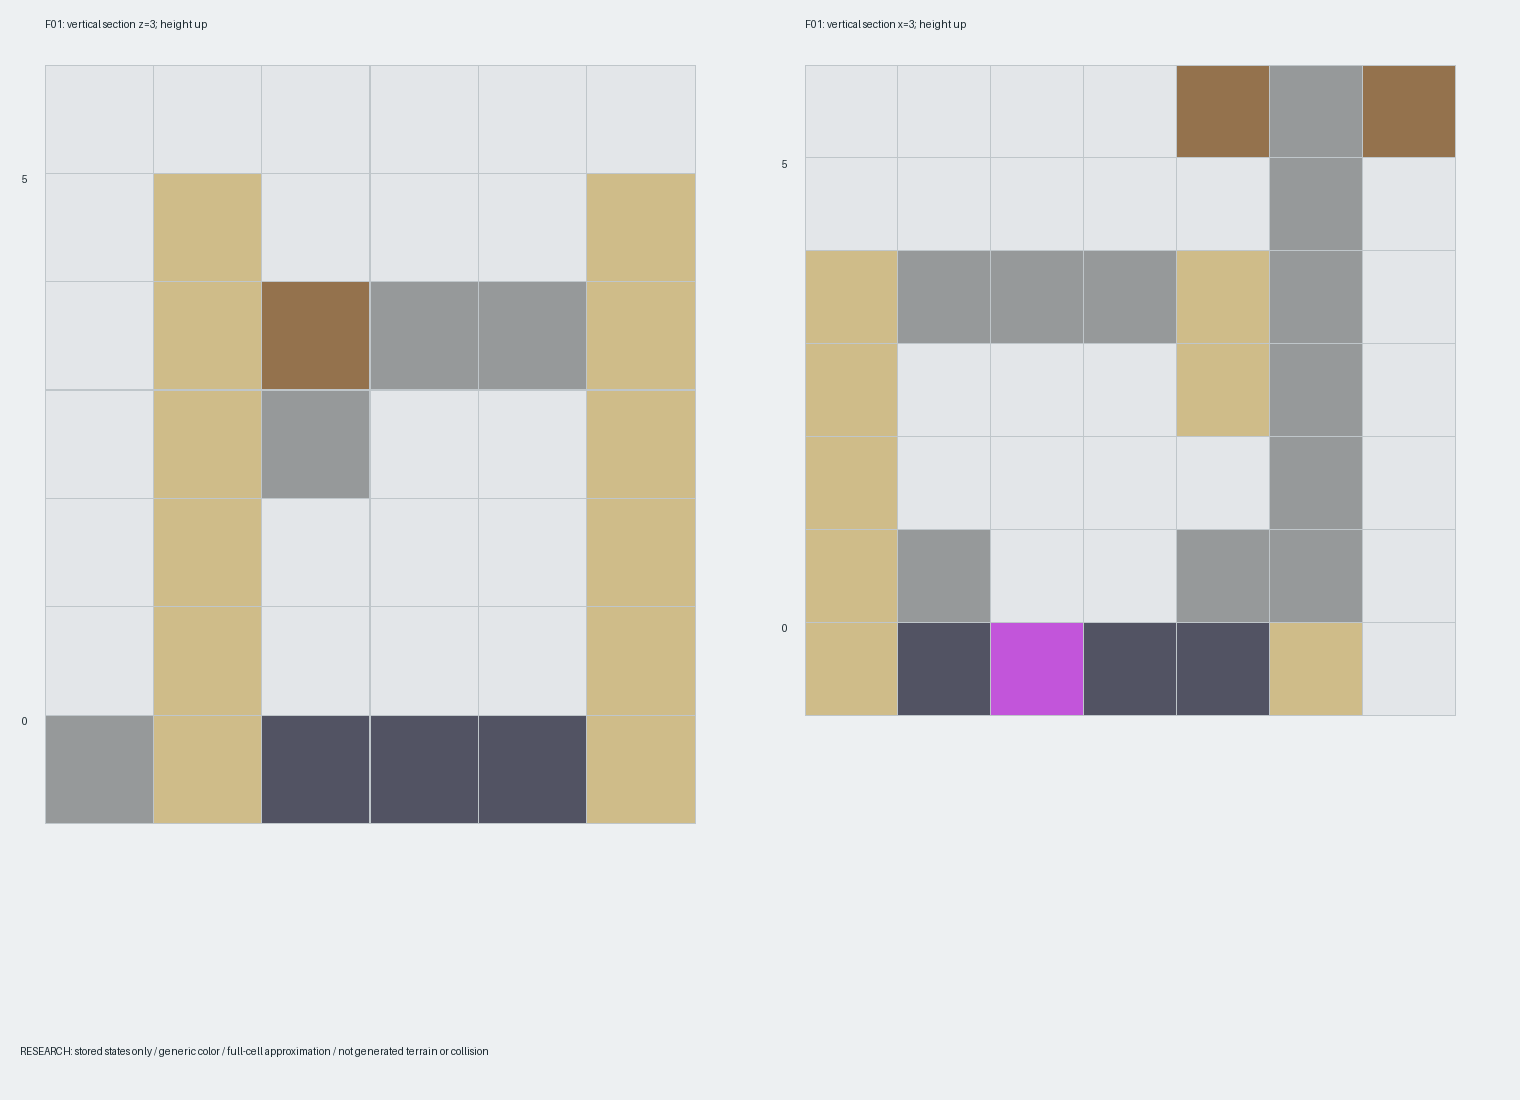 F01: vertical section z=3; height up
F01: vertical section x=3; height up
5
5
0
0
RESEARCH: stored states only / generic color / full-cell approximation / not generated terrain or collision